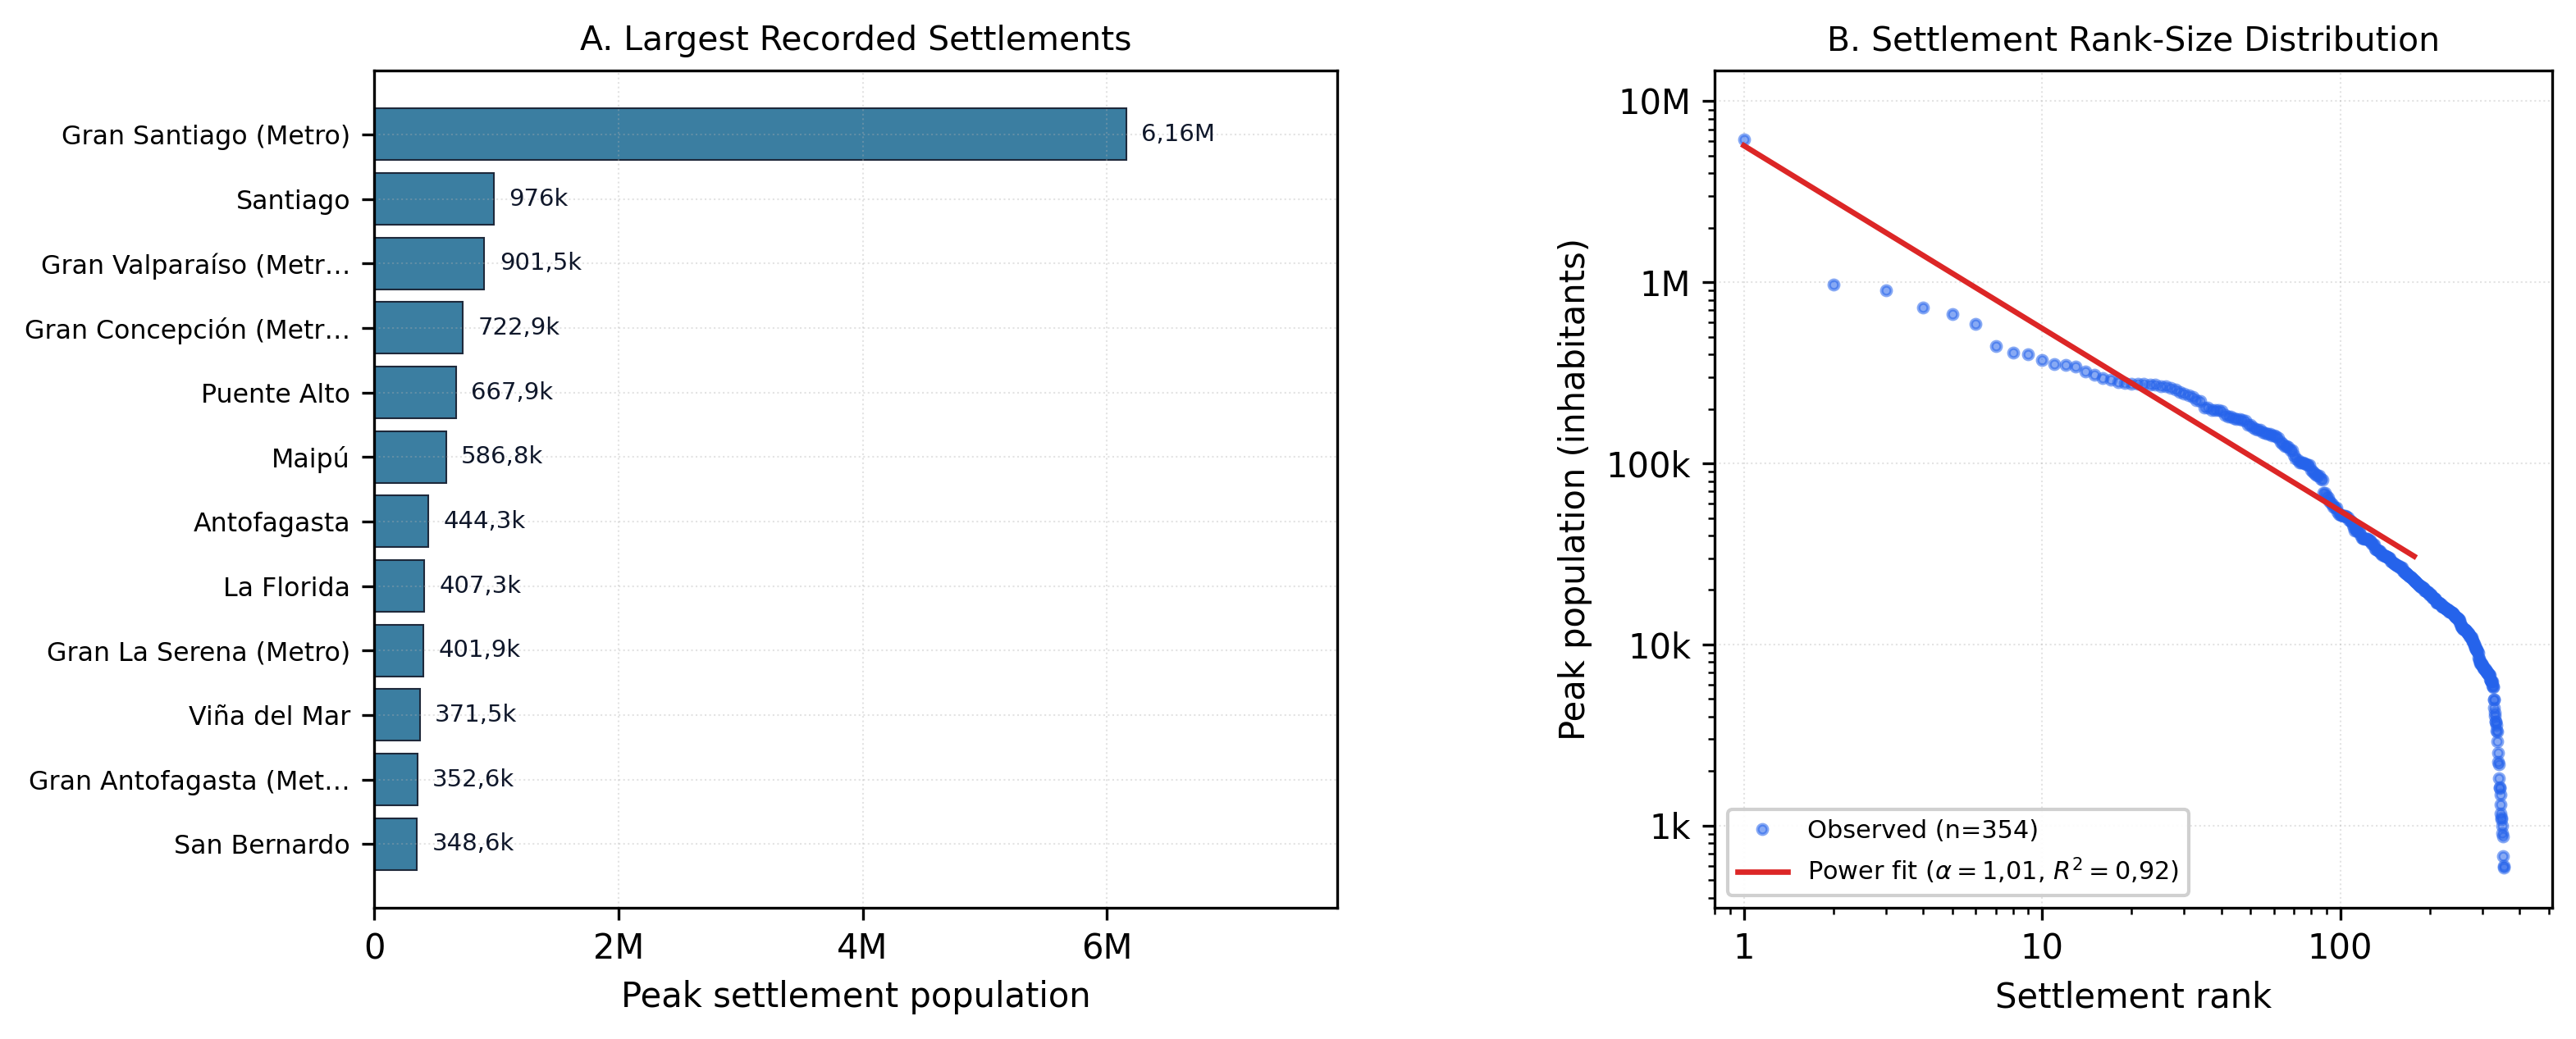 A. Largest Recorded Settlements
Gran Santiago (Metro)
6,16M
Santiago
976k
Gran Valparaíso (Metr…
901,5k
Gran Concepción (Metr…
722,9k
Puente Alto
667,9k
Maipú
586,8k
Antofagasta
444,3k
La Florida
407,3k
Gran La Serena (Metro)
401,9k
Viña del Mar
371,5k
Gran Antofagasta (Met…
352,6k
San Bernardo
348,6k
0
2M
4M
6M
Peak settlement population
B. Settlement Rank-Size Distribution
Peak population (inhabitants)
10M
1M
100k
10k
1k
Observed (n=354)
Power fit (α = 1,01, R² = 0,92)
1
10
100
Settlement rank